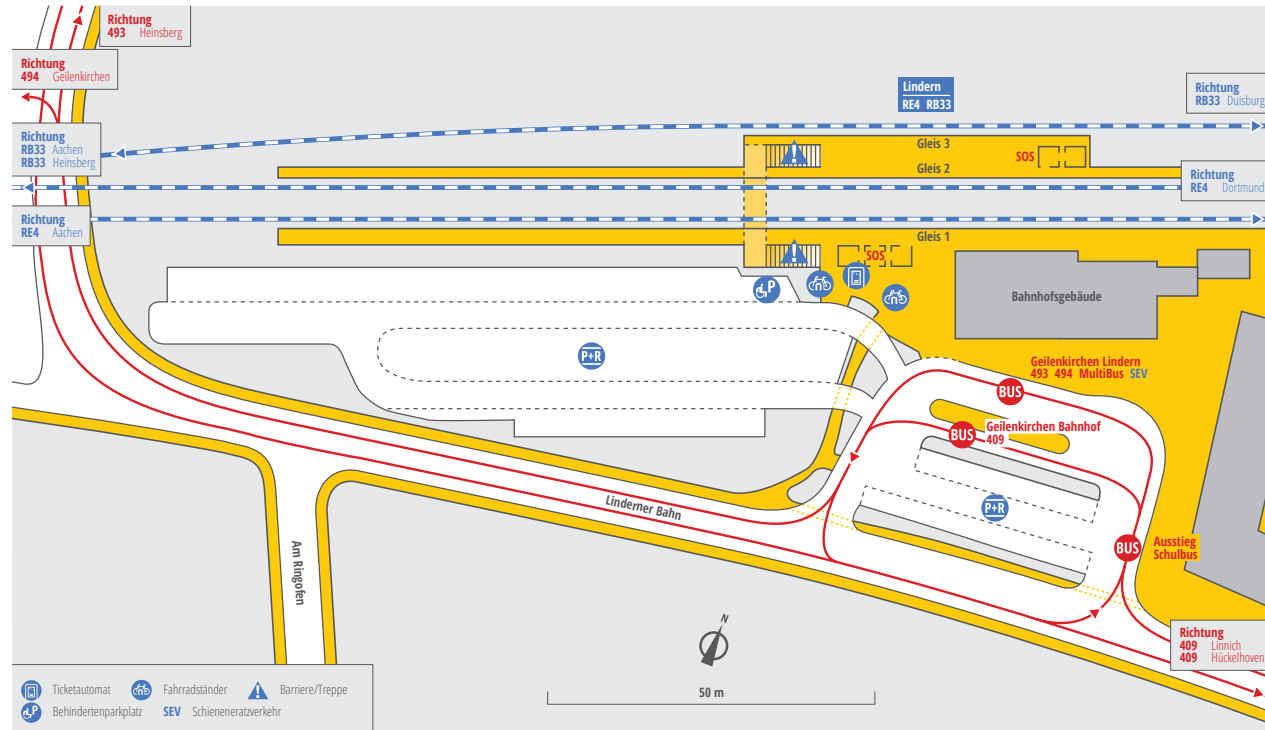 Richtung
493 Heinsberg
Richtung
494 Geilenkirchen
Richtung
RB33 Aachen
RB33 Heinsberg
Richtung
RE4 Aachen
Lindern
RE4 RB33
Richtung
RB33 Duisburg
Richtung
RE4 Dortmund
Gleis 3
SOS
Gleis 2
Gleis 1
SOS
P
Bahnhofsgebäude
P+R
Geilenkirchen Lindern
493 494 MultiBus SEV
BUS
Geilenkirchen Bahnhof
409
BUS
P+R
BUS
Ausstieg
Schulbus
Linderner Bahn
Am Ringofen
N
50 m
Richtung
409 Linnich
409 Hückelhoven
Ticketautomat
Fahrradständer
Barriere/Treppe
P
Behindertenparkplatz
SEV Schieneneratzverkehr